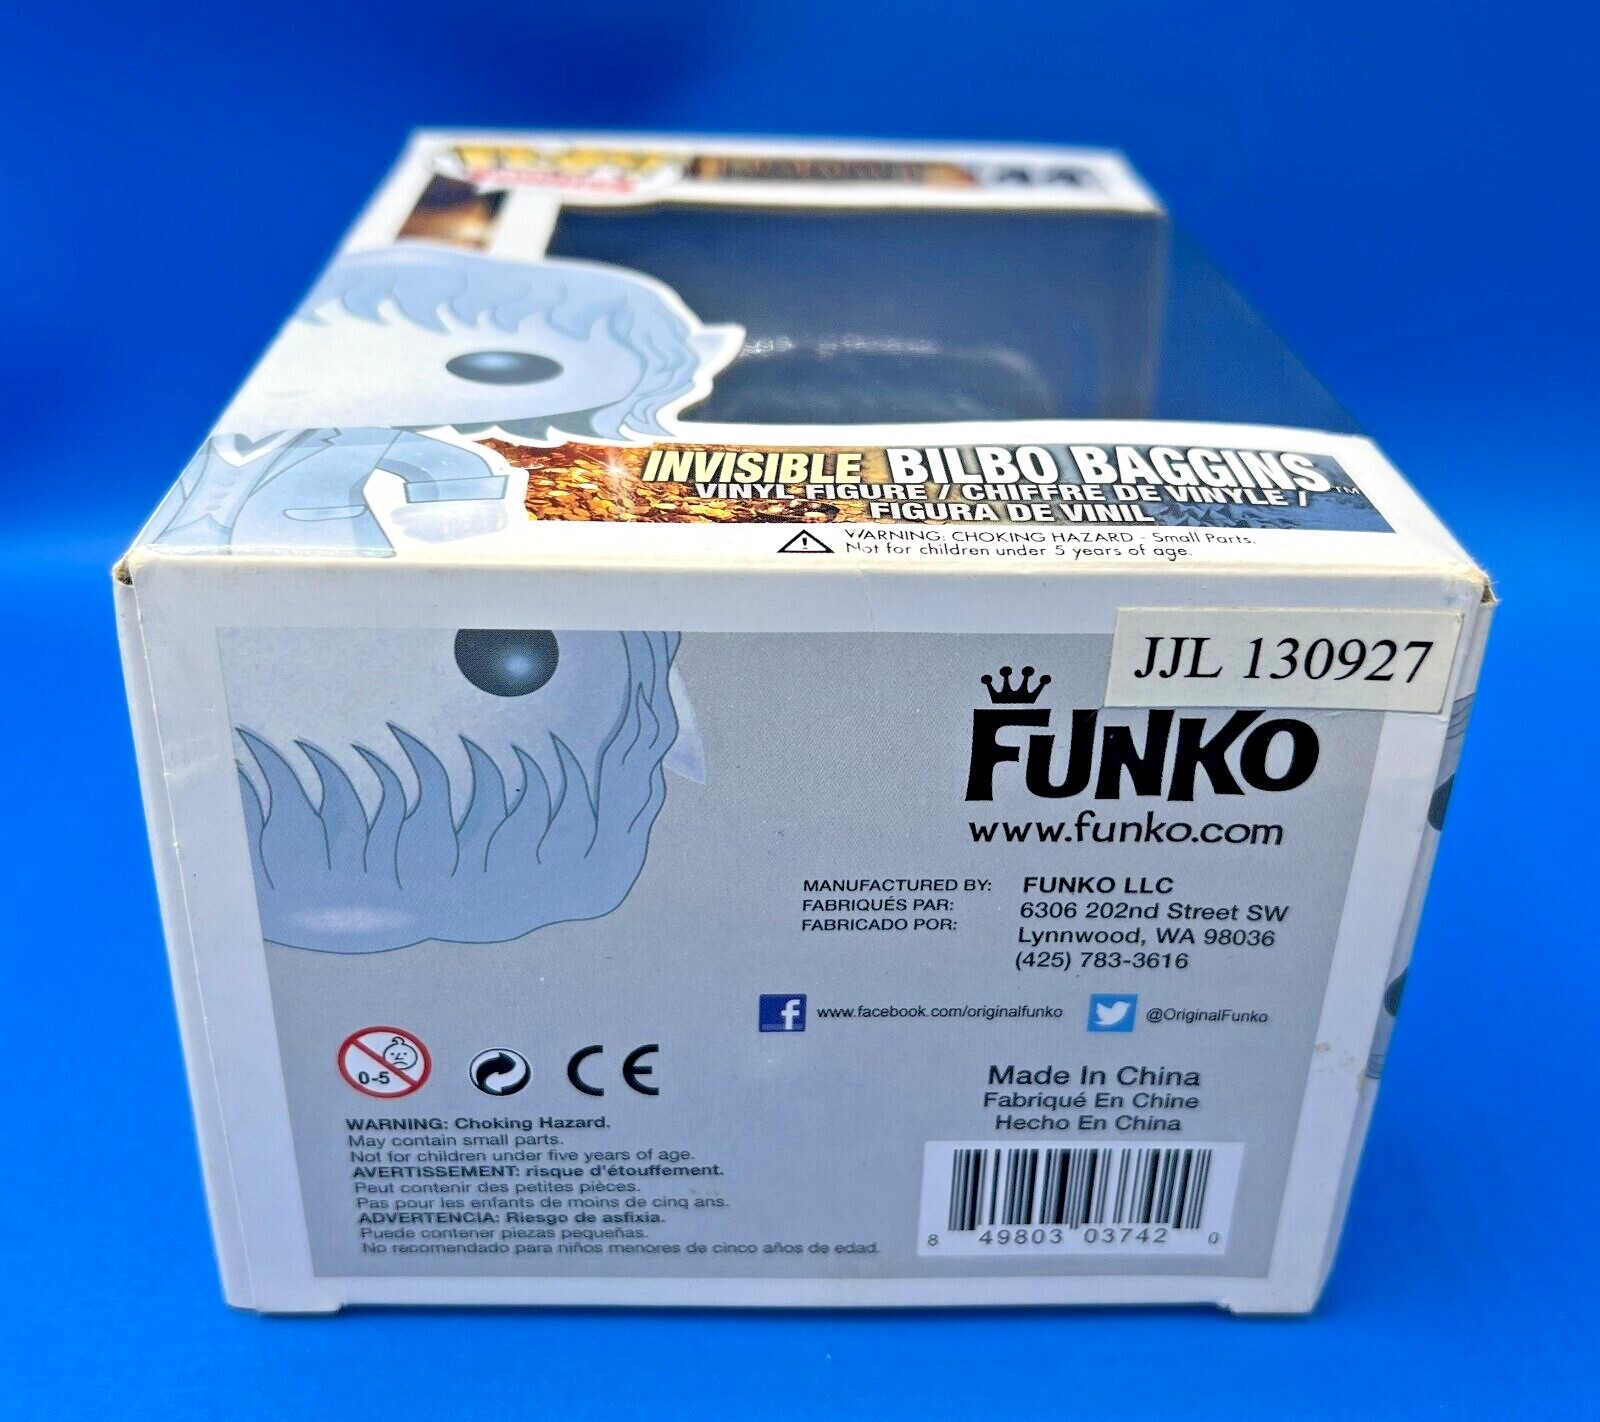 44
INVISIBLE BILBO BAGGINS™
VINYL FIGURE / CHIFFRE DE VINYLE /
FIGURA DE VINIL
WARNING: CHOKING HAZARD - Small Parts.
Not for children under 5 years of age.
JJL 130927
FUNKO
www.funko.com
MANUFACTURED BY: FUNKO LLC
FABRIQUÉS PAR: 6306 202nd Street SW
FABRICADO POR: Lynnwood, WA 98036
(425) 783-3616
f www.facebook.com/originalfunko @OriginalFunko
0-5
CE
WARNING: Choking Hazard.
May contain small parts.
Not for children under five years of age.
AVERTISSEMENT: risque d'étouffement.
Peut contenir des petites pièces.
Pas pour les enfants de moins de cinq ans.
ADVERTENCIA: Riesgo de asfixia.
Puede contener piezas pequeñas.
No recomendado para niños menores de cinco años de edad.
Made In China
Fabriqué En Chine
Hecho En China
8 49803 03742 0